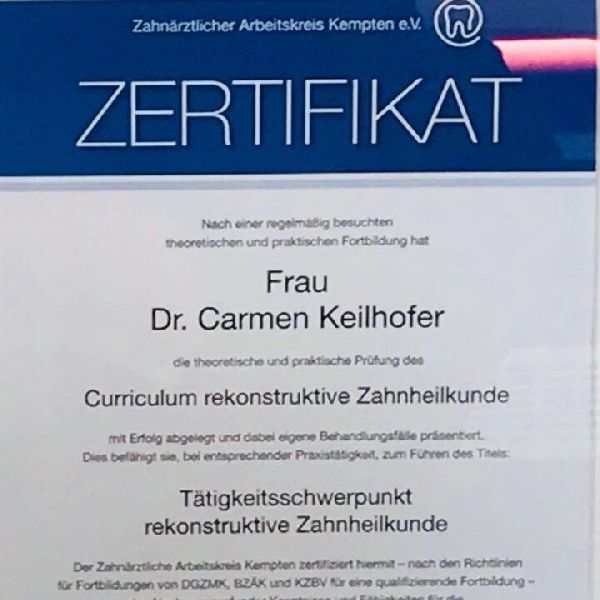 Zahnärztlicher Arbeitskreis Kempten e.V.
ZERTIFIKAT
Nach einer regelmäßig besuchten
theoretischen und praktischen Fortbildung hat
Frau
Dr. Carmen Keilhofer
die theoretische und praktische Prüfung des
Curriculum rekonstruktive Zahnheilkunde
mit Erfolg abgelegt und dabei eigene Behandlungsfälle präsentiert.
Dies befähigt sie, bei entsprechender Praxistätigkeit, zum Führen des Titels:
Tätigkeitsschwerpunkt
rekonstruktive Zahnheilkunde
Der Zahnärztliche Arbeitskreis Kempten zertifiziert hiermit – nach den Richtlinien
für Fortbildungen von DGZMK, BZÄK und KZBV für eine qualifizierende Fortbildung –